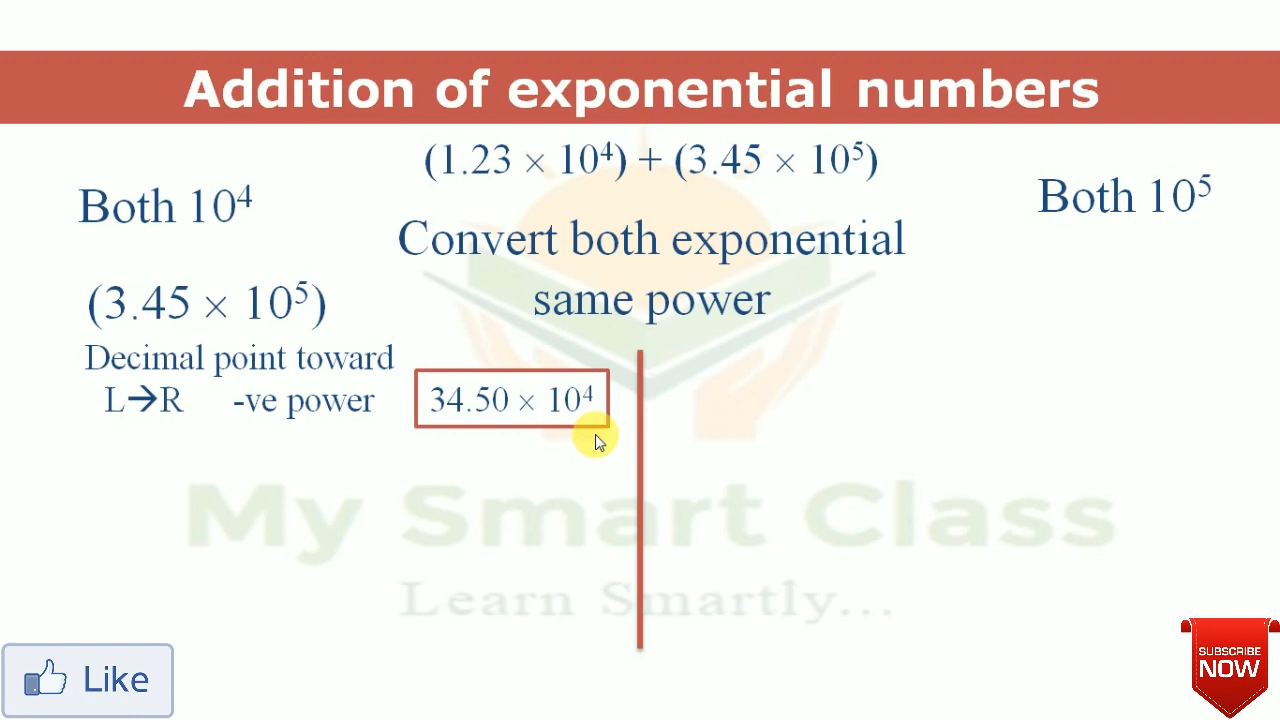 Addition of exponential numbers
(1.23 × 10⁴) + (3.45 × 10⁵)
Both 10⁴
Both 10⁵
Convert both exponential
same power
(3.45 × 10⁵)
Decimal point toward
L→R -ve power
34.50 × 10⁴
My Smart Class
Learn Smartly...
Like
SUBSCRIBE
NOW